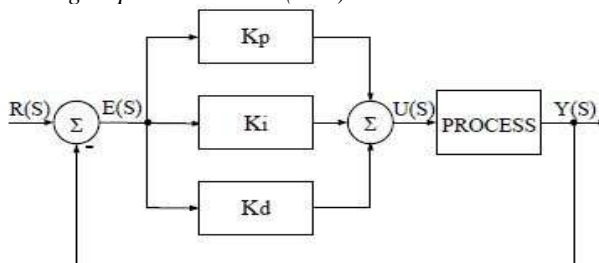 Kp
R(S) Σ E(S) Ki Σ U(S) PROCESS Y(S)
-
Kd